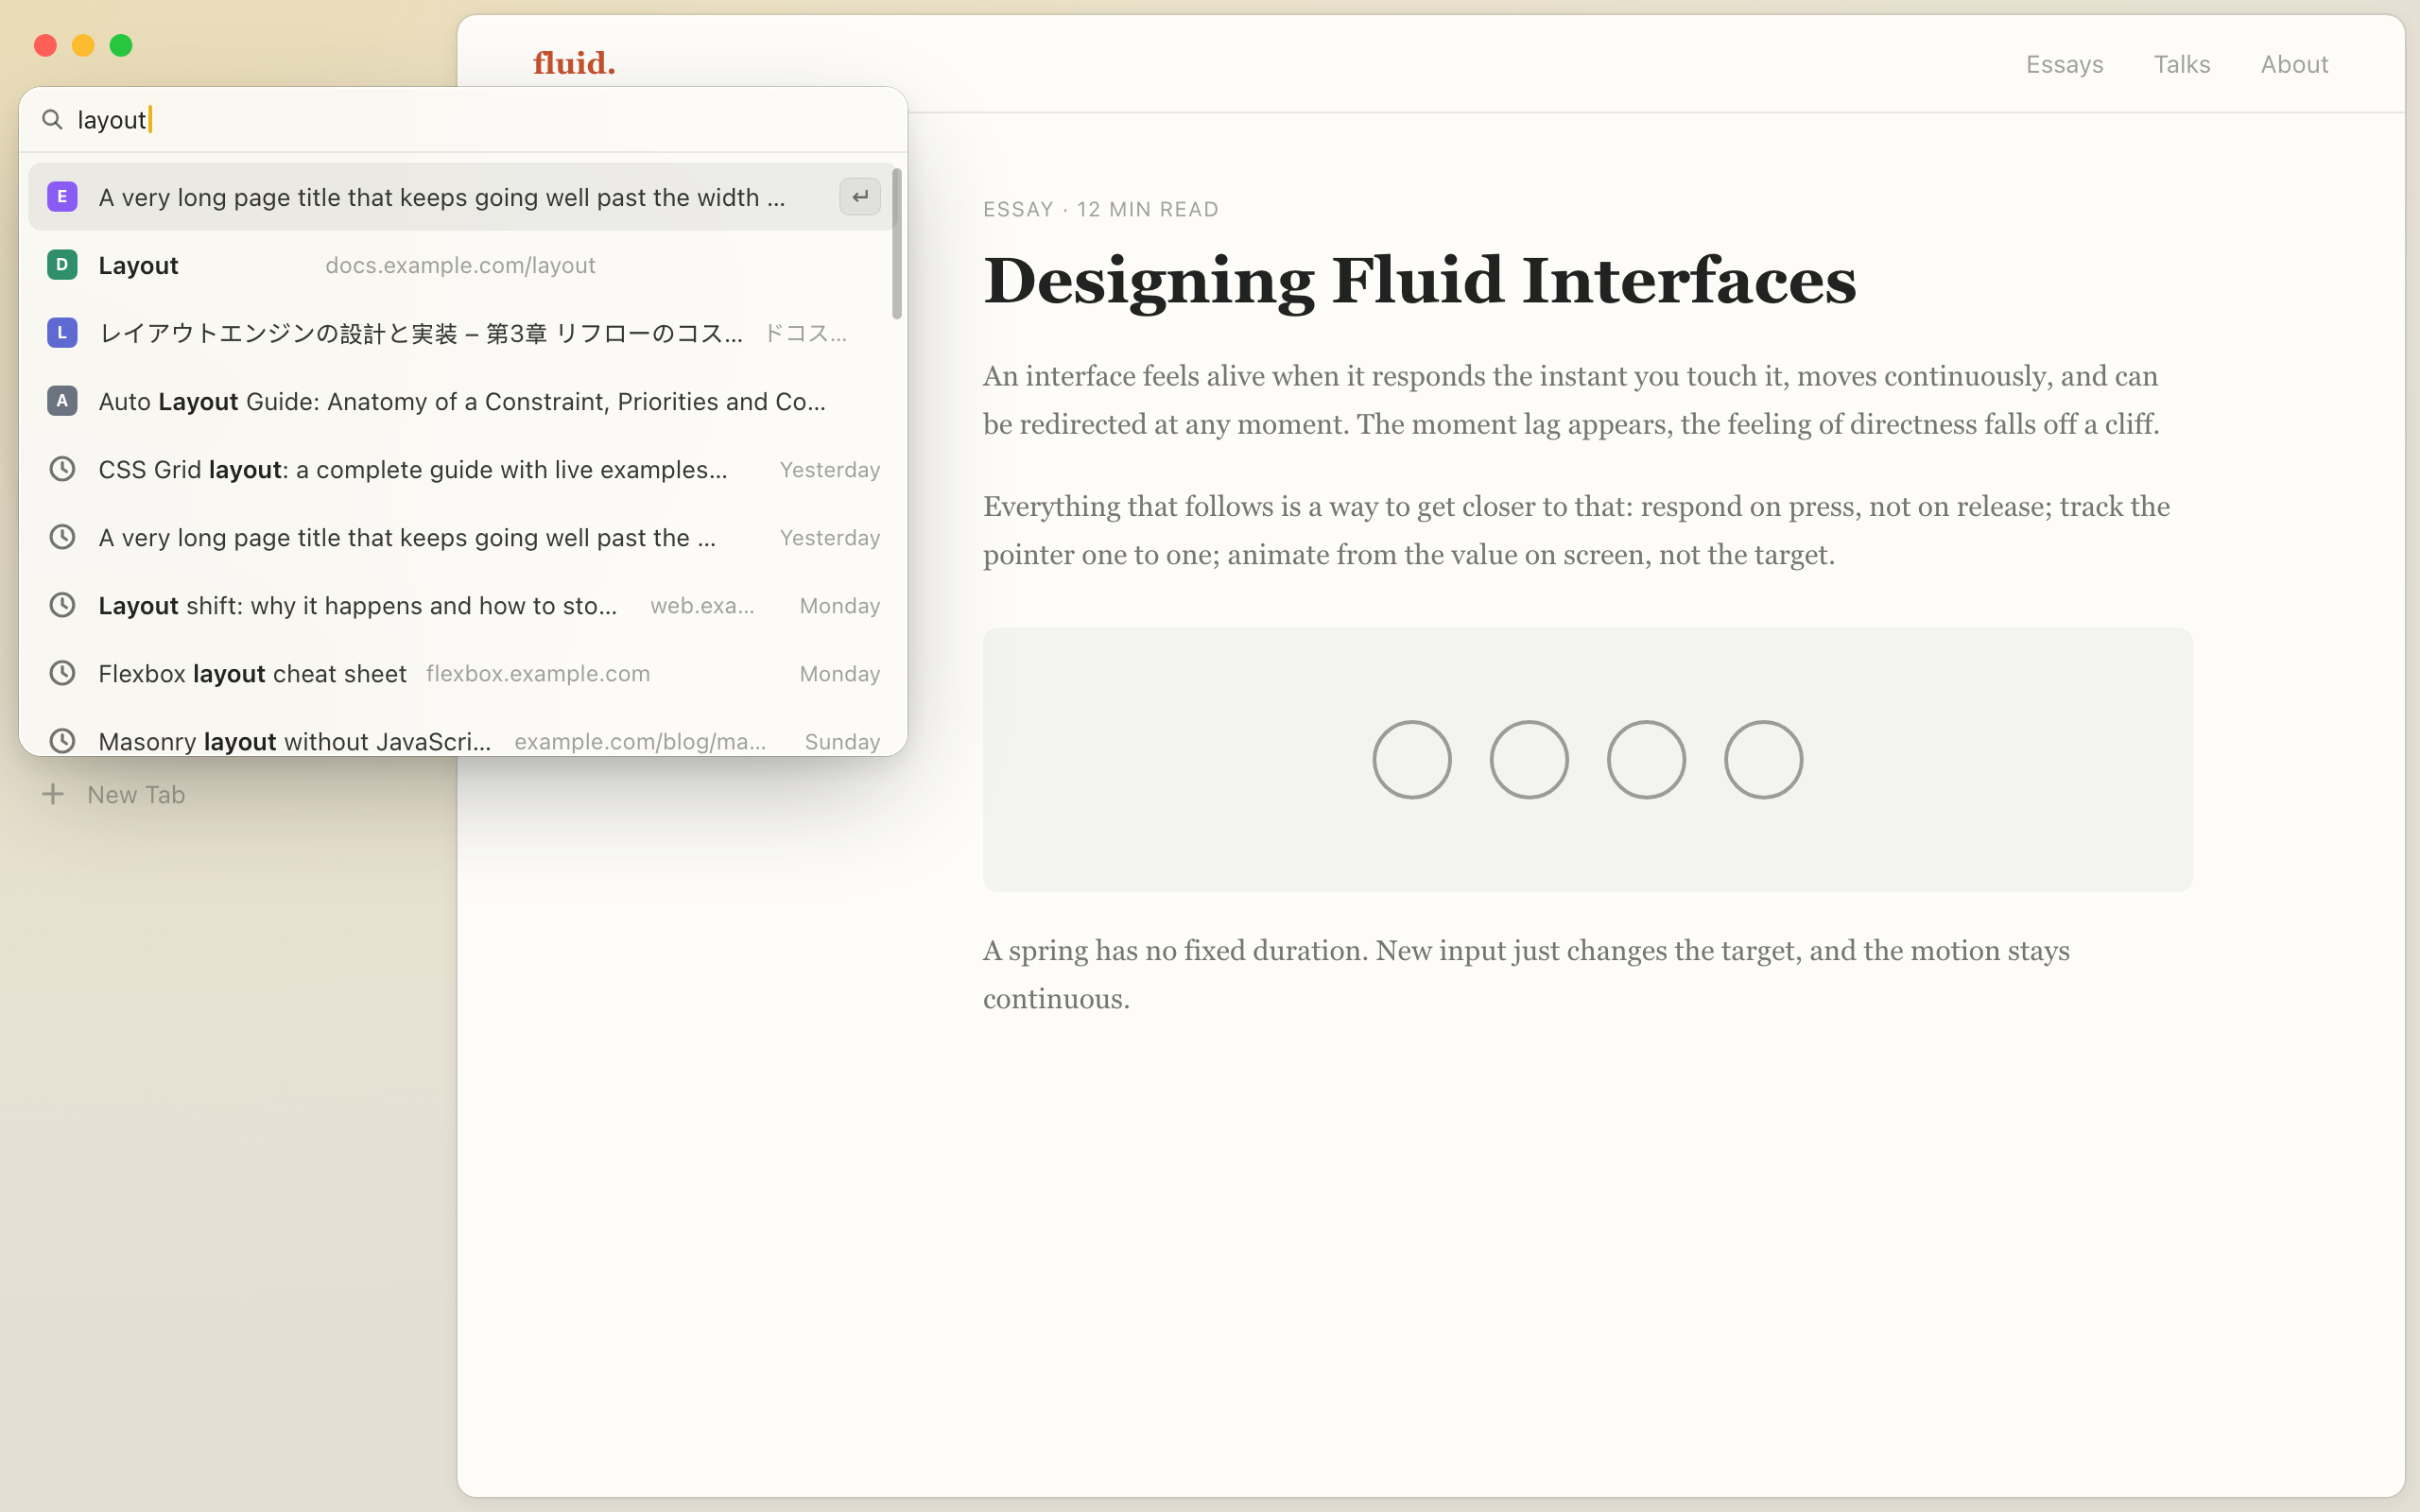 fluid.
Essays Talks About
layout
E A very long page title that keeps going well past the width ...
D Layout docs.example.com/layout
L レイアウトエンジンの設計と実装 – 第3章 リフローのコス... ドコス...
A Auto Layout Guide: Anatomy of a Constraint, Priorities and Co...
CSS Grid layout: a complete guide with live examples... Yesterday
A very long page title that keeps going well past the ... Yesterday
Layout shift: why it happens and how to sto... web.exa... Monday
Flexbox layout cheat sheet flexbox.example.com Monday
Masonry layout without JavaScri... example.com/blog/ma... Sunday
New Tab
ESSAY · 12 MIN READ
Designing Fluid Interfaces
An interface feels alive when it responds the instant you touch it, moves continuously, and can
be redirected at any moment. The moment lag appears, the feeling of directness falls off a cliff.
Everything that follows is a way to get closer to that: respond on press, not on release; track the
pointer one to one; animate from the value on screen, not the target.
A spring has no fixed duration. New input just changes the target, and the motion stays
continuous.